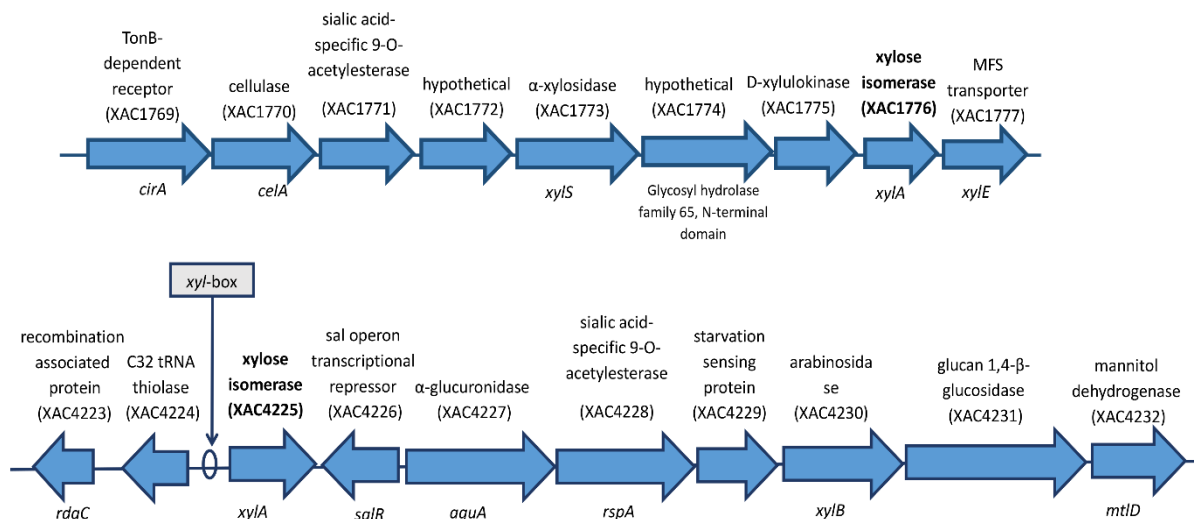 TonB-
dependent
receptor
(XAC1769)
cellulase
(XAC1770)
sialic acid-
specific 9-O-
acetylesterase
(XAC1771)
hypothetical
(XAC1772)
α-xylosidase
(XAC1773)
hypothetical
(XAC1774)
D-xylulokinase
(XAC1775)
xylose
isomerase
(XAC1776)
MFS
transporter
(XAC1777)
cirA
celA
xylS
Glycosyl hydrolase
family 65, N-terminal
domain
xylA
xylE
xyl-box
recombination
associated
protein
(XAC4223)
C32 tRNA
thiolase
(XAC4224)
xylose
isomerase
(XAC4225)
sal operon
transcriptional
repressor
(XAC4226)
α-glucuronidase
(XAC4227)
sialic acid-
specific 9-O-
acetylesterase
(XAC4228)
starvation
sensing
protein
(XAC4229)
arabinosida
se
(XAC4230)
glucan 1,4-β-
glucosidase
(XAC4231)
mannitol
dehydrogenase
(XAC4232)
rdgC
xylA
salR
aguA
rspA
xylB
mtlD